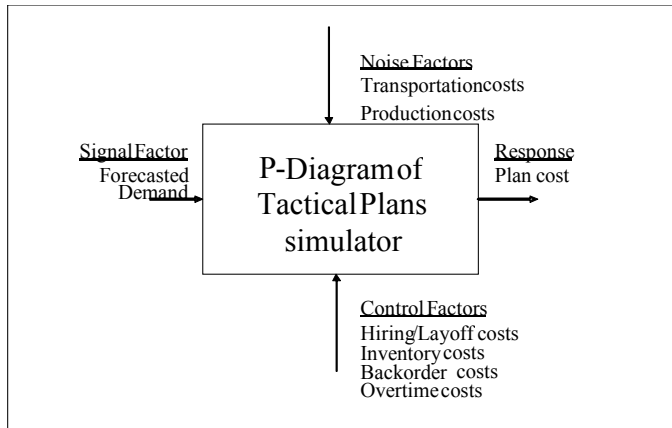 Noise Factors
Transportation costs
Production costs
Signal Factor
Forecasted
Demand
P-Diagram of
Tactical Plans
simulator
Response
Plan cost
Control Factors
Hiring/Layoff costs
Inventory costs
Backorder costs
Overtime costs